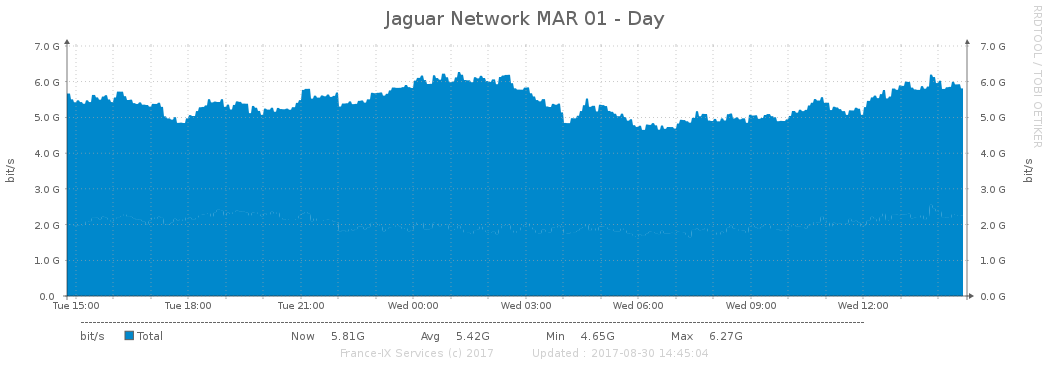 Jaguar Network MAR 01 - Day
RRDTOOL / TOBI OETIKER
7.0 G 7.0 G
6.0 G 6.0 G
5.0 G 5.0 G
4.0 G 4.0 G
bit/s bit/s
3.0 G 3.0 G
2.0 G 2.0 G
1.0 G 1.0 G
0.0 0.0 G
Tue 15:00 Tue 18:00 Tue 21:00 Wed 00:00 Wed 03:00 Wed 06:00 Wed 09:00 Wed 12:00
bit/s Total Now 5.81G Avg 5.42G Min 4.65G Max 6.27G
France-IX Services (c) 2017 Updated : 2017-08-30 14:45:04